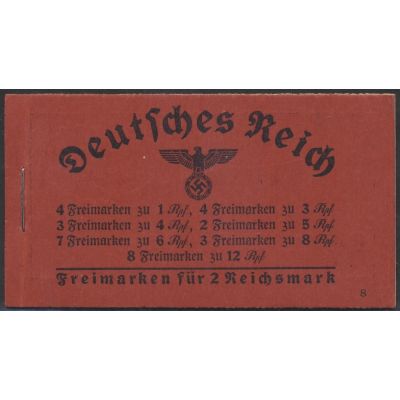 Deutsches Reich
4 Freimarken zu 1 Rpf, 4 Freimarken zu 3 Rpf
3 Freimarken zu 4 Rpf, 2 Freimarken zu 5 Rpf
7 Freimarken zu 6 Rpf, 3 Freimarken zu 8 Rpf
8 Freimarken zu 12 Rpf
Freimarken für 2 Reichsmark
8